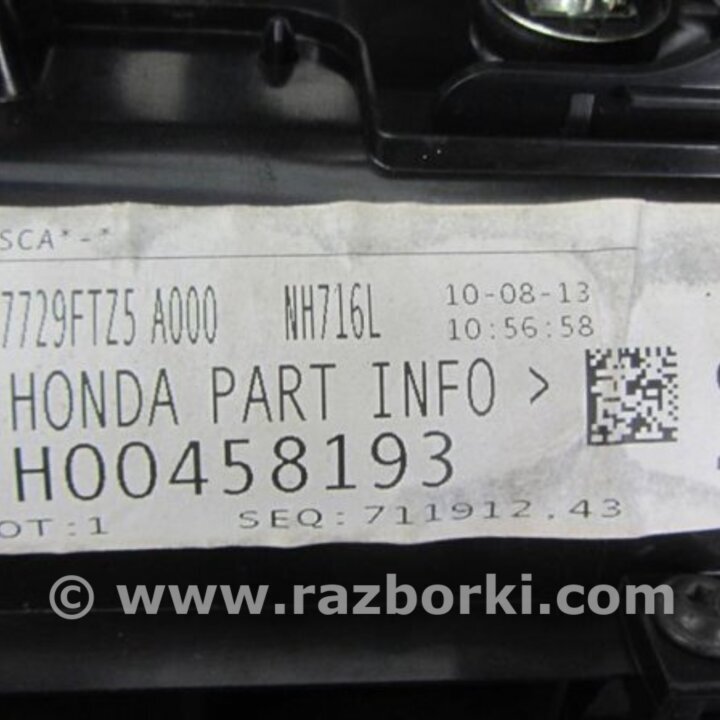 SCA*-*
7729FTZ5 A000 NH716L 10-08-13
10:56:58
HONDA PART INFO >
H00458193
OT:1 SEQ:711912.43
© www.razborki.com